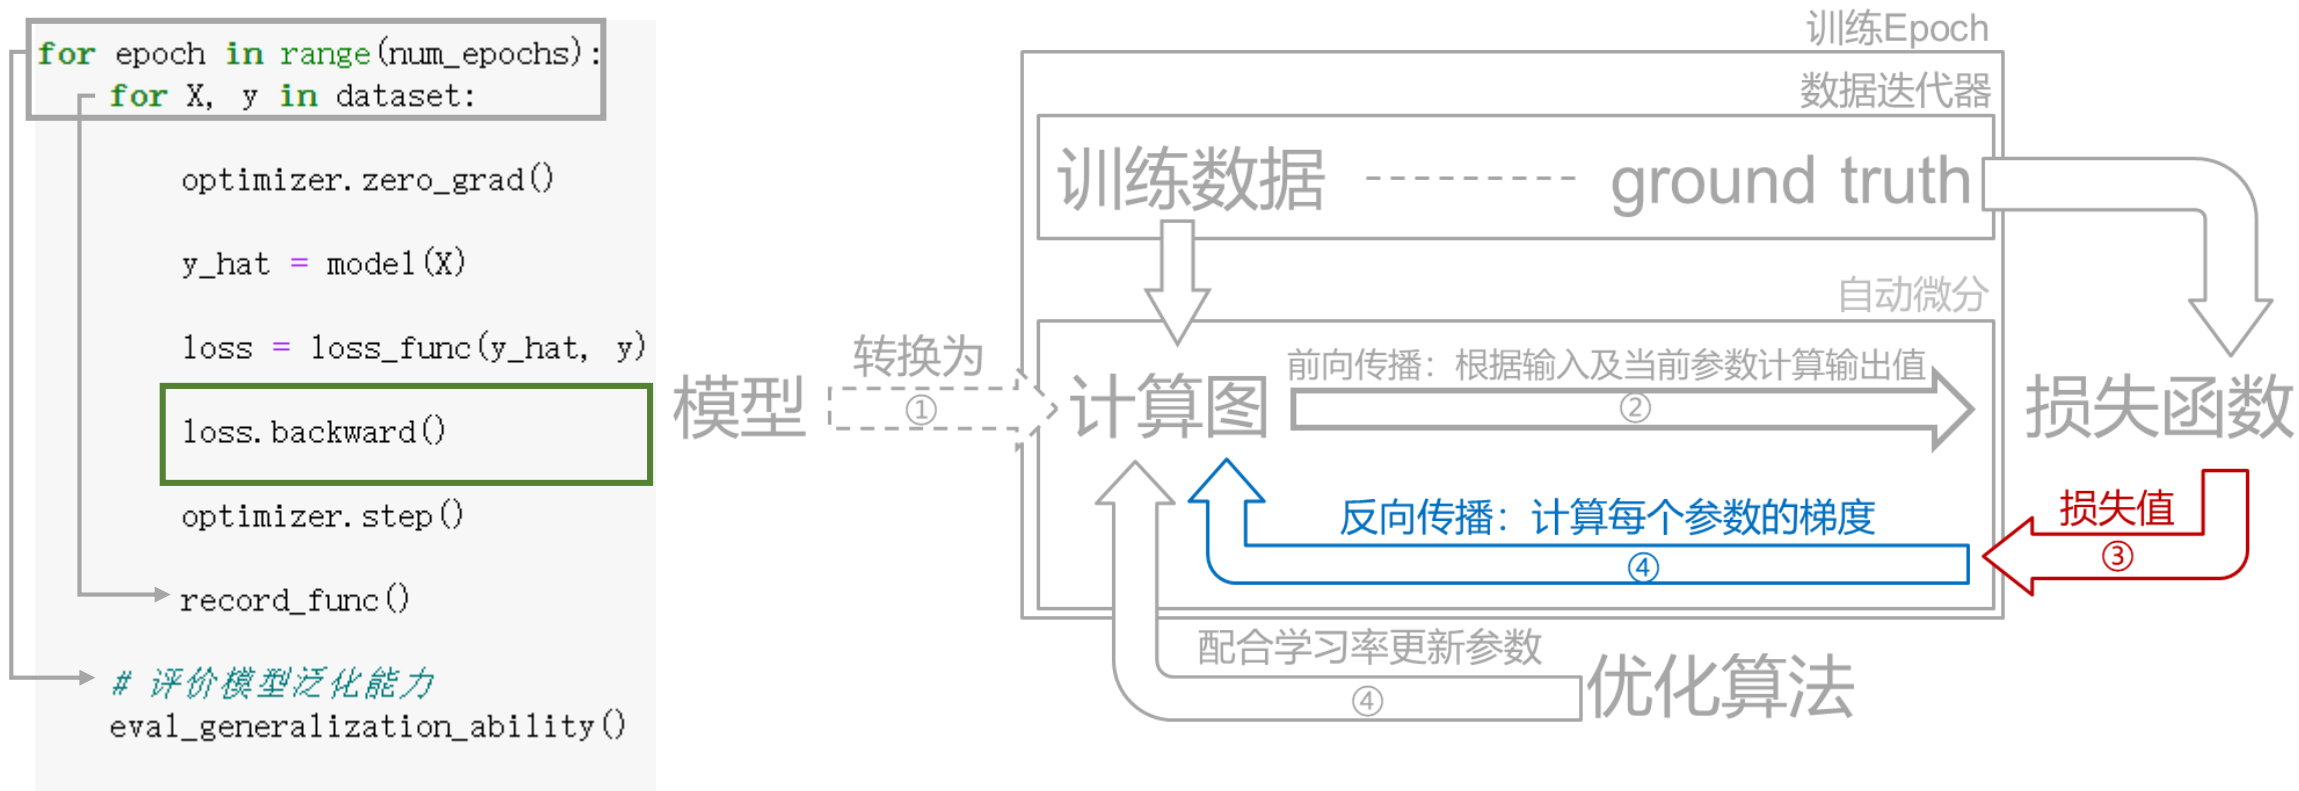 for epoch in range(num_epochs):
for X, y in dataset:
optimizer.zero_grad()
y_hat = model(X)
loss = loss_func(y_hat, y)
loss.backward()
optimizer.step()
record_func()
# 评价模型泛化能力
eval_generalization_ability()
训练Epoch
数据迭代器
训练数据 --------- ground truth
自动微分
模型
转换为
①
计算图
前向传播：根据输入及当前参数计算输出值
②
损失函数
损失值
③
反向传播：计算每个参数的梯度
④
配合学习率更新参数
④
优化算法